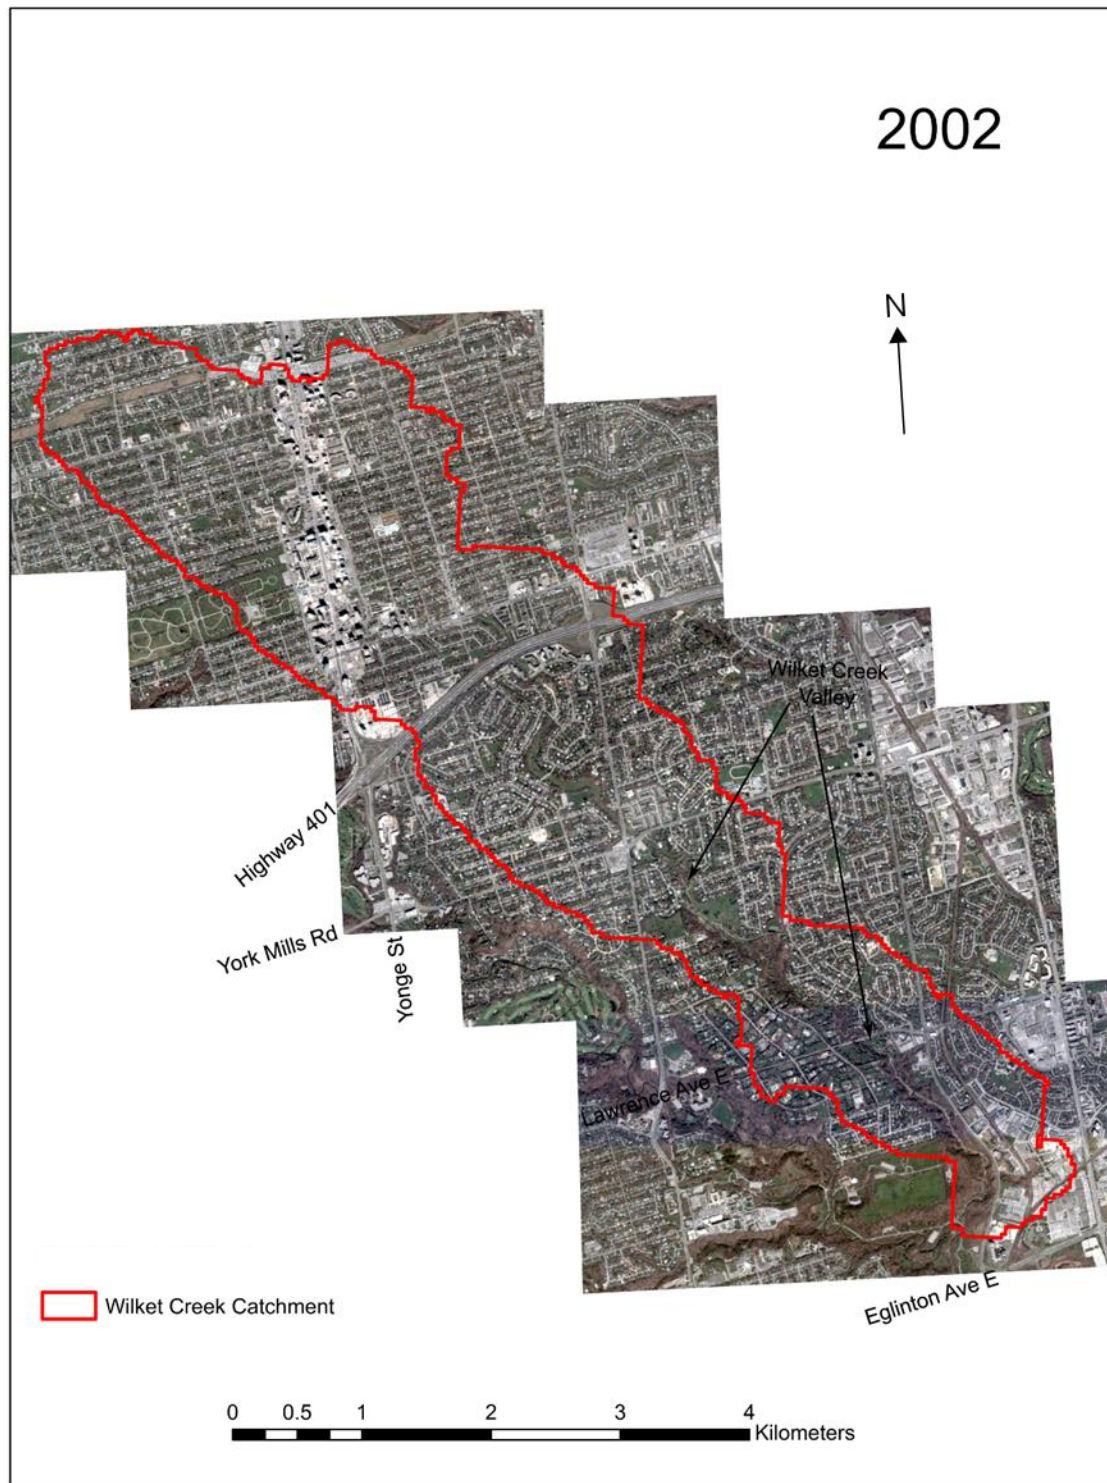 2002
N
Wilket Creek
Valley
Highway 401
York Mills Rd
Yonge St
Lawrence Ave E
Eglinton Ave E
Wilket Creek Catchment
0 0.5 1 2 3 4
Kilometers